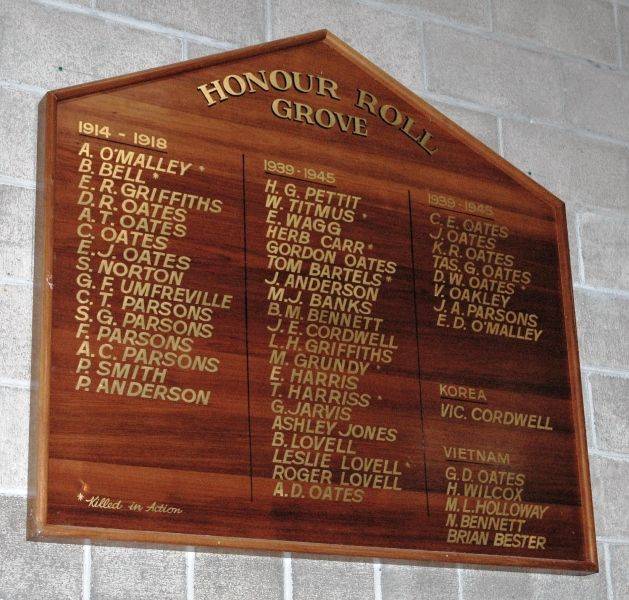 HONOUR ROLL
GROVE
1914 - 1918
A. O'MALLEY *
B. BELL *
E. R. GRIFFITHS
D. R. OATES
A. T. OATES
C. OATES
E. J. OATES
S. NORTON
G. F. UMFREVILLE
C. T. PARSONS
S. G. PARSONS
F. PARSONS
A. C. PARSONS
P. SMITH
P. ANDERSON
* Killed in Action
1939-1945
H. G. PETTIT
W. TITMUS *
E. WAGG
HERB CARR *
GORDON OATES
TOM BARTELS *
J. ANDERSON
M. J. BANKS
B. M. BENNETT
J. E. CORDWELL
L. H. GRIFFITHS
M. GRUNDY *
E. HARRIS
T. HARRISS *
G. JARVIS
ASHLEY JONES
B. LOVELL
LESLIE LOVELL *
ROGER LOVELL
A. D. OATES
1939-1945
C. E. OATES
J. OATES
K. R. OATES
TAS. G. OATES
D. W. OATES *
V. OAKLEY
J. A. PARSONS
E. D. O'MALLEY
KOREA
VIC. CORDWELL
VIETNAM
G. D. OATES
H. WILCOX
M. L. HOLLOWAY
N. BENNETT
BRIAN BESTER